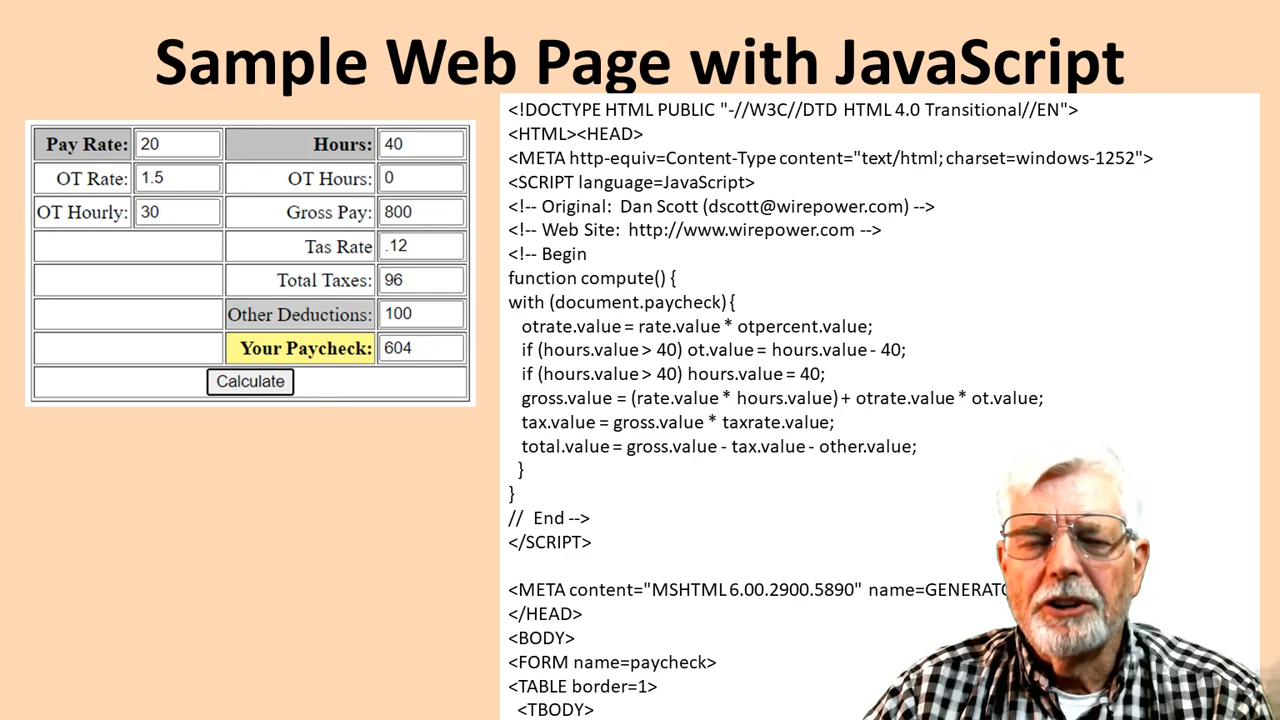 Sample Web Page with JavaScript
Pay Rate: 20 Hours: 40
OT Rate: 1.5 OT Hours: 0
OT Hourly: 30 Gross Pay: 800
Tas Rate .12
Total Taxes: 96
Other Deductions: 100
Your Paycheck: 604
Calculate
<!DOCTYPE HTML PUBLIC "-//W3C//DTD HTML 4.0 Transitional//EN">
<HTML><HEAD>
<META http-equiv=Content-Type content="text/html; charset=windows-1252">
<SCRIPT language=JavaScript>
<!-- Original: Dan Scott (dscott@wirepower.com) -->
<!-- Web Site: http://www.wirepower.com -->
<!-- Begin
function compute() {
with (document.paycheck) {
otrate.value = rate.value * otpercent.value;
if (hours.value > 40) ot.value = hours.value - 40;
if (hours.value > 40) hours.value = 40;
gross.value = (rate.value * hours.value) + otrate.value * ot.value;
tax.value = gross.value * taxrate.value;
total.value = gross.value - tax.value - other.value;
}
}
// End -->
</SCRIPT>
<META content="MSHTML 6.00.2900.5890" name=GENERATO
</HEAD>
<BODY>
<FORM name=paycheck>
<TABLE border=1>
<TBODY>